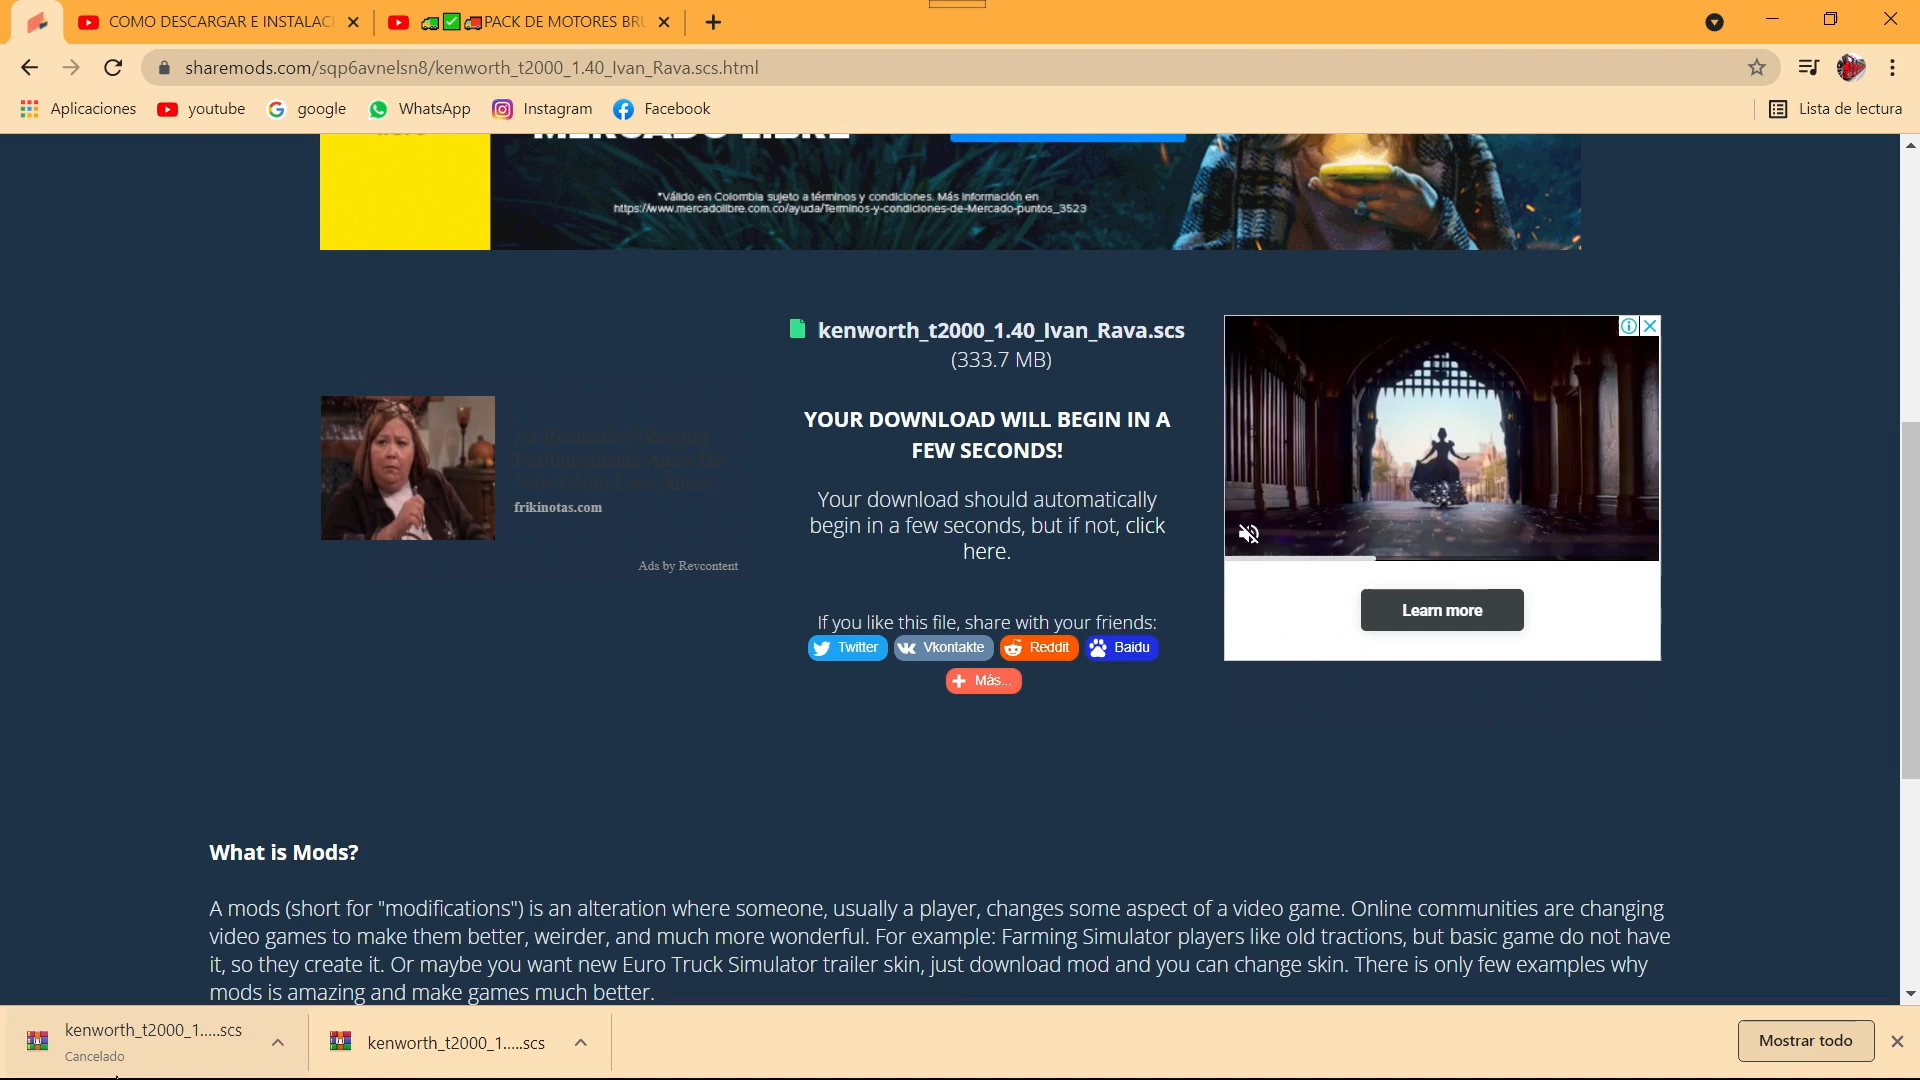 COMO DESCARGAR E INSTALAC
PACK DE MOTORES BR
sharemods.com/sqp6avnelsn8/kenworth_t2000_1.40_Ivan_Rava.scs.html
Aplicaciones
youtube
google
WhatsApp
Instagram
Facebook
Lista de lectura
MERCADO LIBRE
*Válido en Colombia sujeto a términos y condiciones. Más información en
https://www.mercadolibre.com.co/ayuda/Terminos-y-condiciones-de-Mercado-puntos_3523
kenworth_t2000_1.40_Ivan_Rava.scs
(333.7 MB)
YOUR DOWNLOAD WILL BEGIN IN A
FEW SECONDS!
Your download should automatically
begin in a few seconds, but if not, click
here.
frikinotas.com
Ads by Revcontent
Learn more
If you like this file, share with your friends:
Twitter
Vkontakte
Reddit
Baidu
Más...
What is Mods?
A mods (short for "modifications") is an alteration where someone, usually a player, changes some aspect of a video game. Online communities are changing
video games to make them better, weirder, and much more wonderful. For example: Farming Simulator players like old tractions, but basic game do not have
it, so they create it. Or maybe you want new Euro Truck Simulator trailer skin, just download mod and you can change skin. There is only few examples why
mods is amazing and make games much better.
kenworth_t2000_1.....scs
Cancelado
kenworth_t2000_1.....scs
Mostrar todo